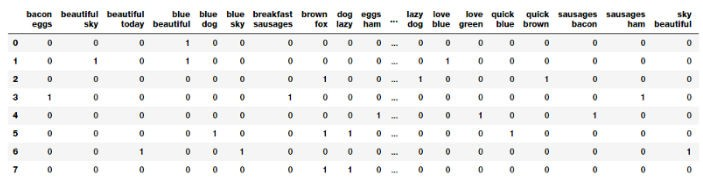 bacon beautiful beautiful blue blue blue breakfast brown dog eggs ... lazy love love quick quick sausages sausages sky
eggs sky today beautiful dog sky sausages fox lazy ham dog blue green blue brown bacon ham beautiful
0 0 0 0 1 0 0 0 0 0 0 ... 0 0 0 0 0 0 0 0
1 0 1 0 1 0 0 0 0 0 0 ... 0 1 0 0 0 0 0 0
2 0 0 0 0 0 0 0 1 0 0 ... 1 0 0 0 1 0 0 0
3 1 0 0 0 0 0 1 0 0 0 ... 0 0 0 0 0 0 1 0
4 0 0 0 0 0 0 0 0 0 1 ... 0 0 1 0 0 1 0 0
5 0 0 0 0 1 0 0 1 1 0 ... 0 0 0 1 0 0 0 0
6 0 0 1 0 0 1 0 0 0 0 ... 0 0 0 0 0 0 0 1
7 0 0 0 0 0 0 0 1 1 0 ... 0 0 0 0 0 0 0 0